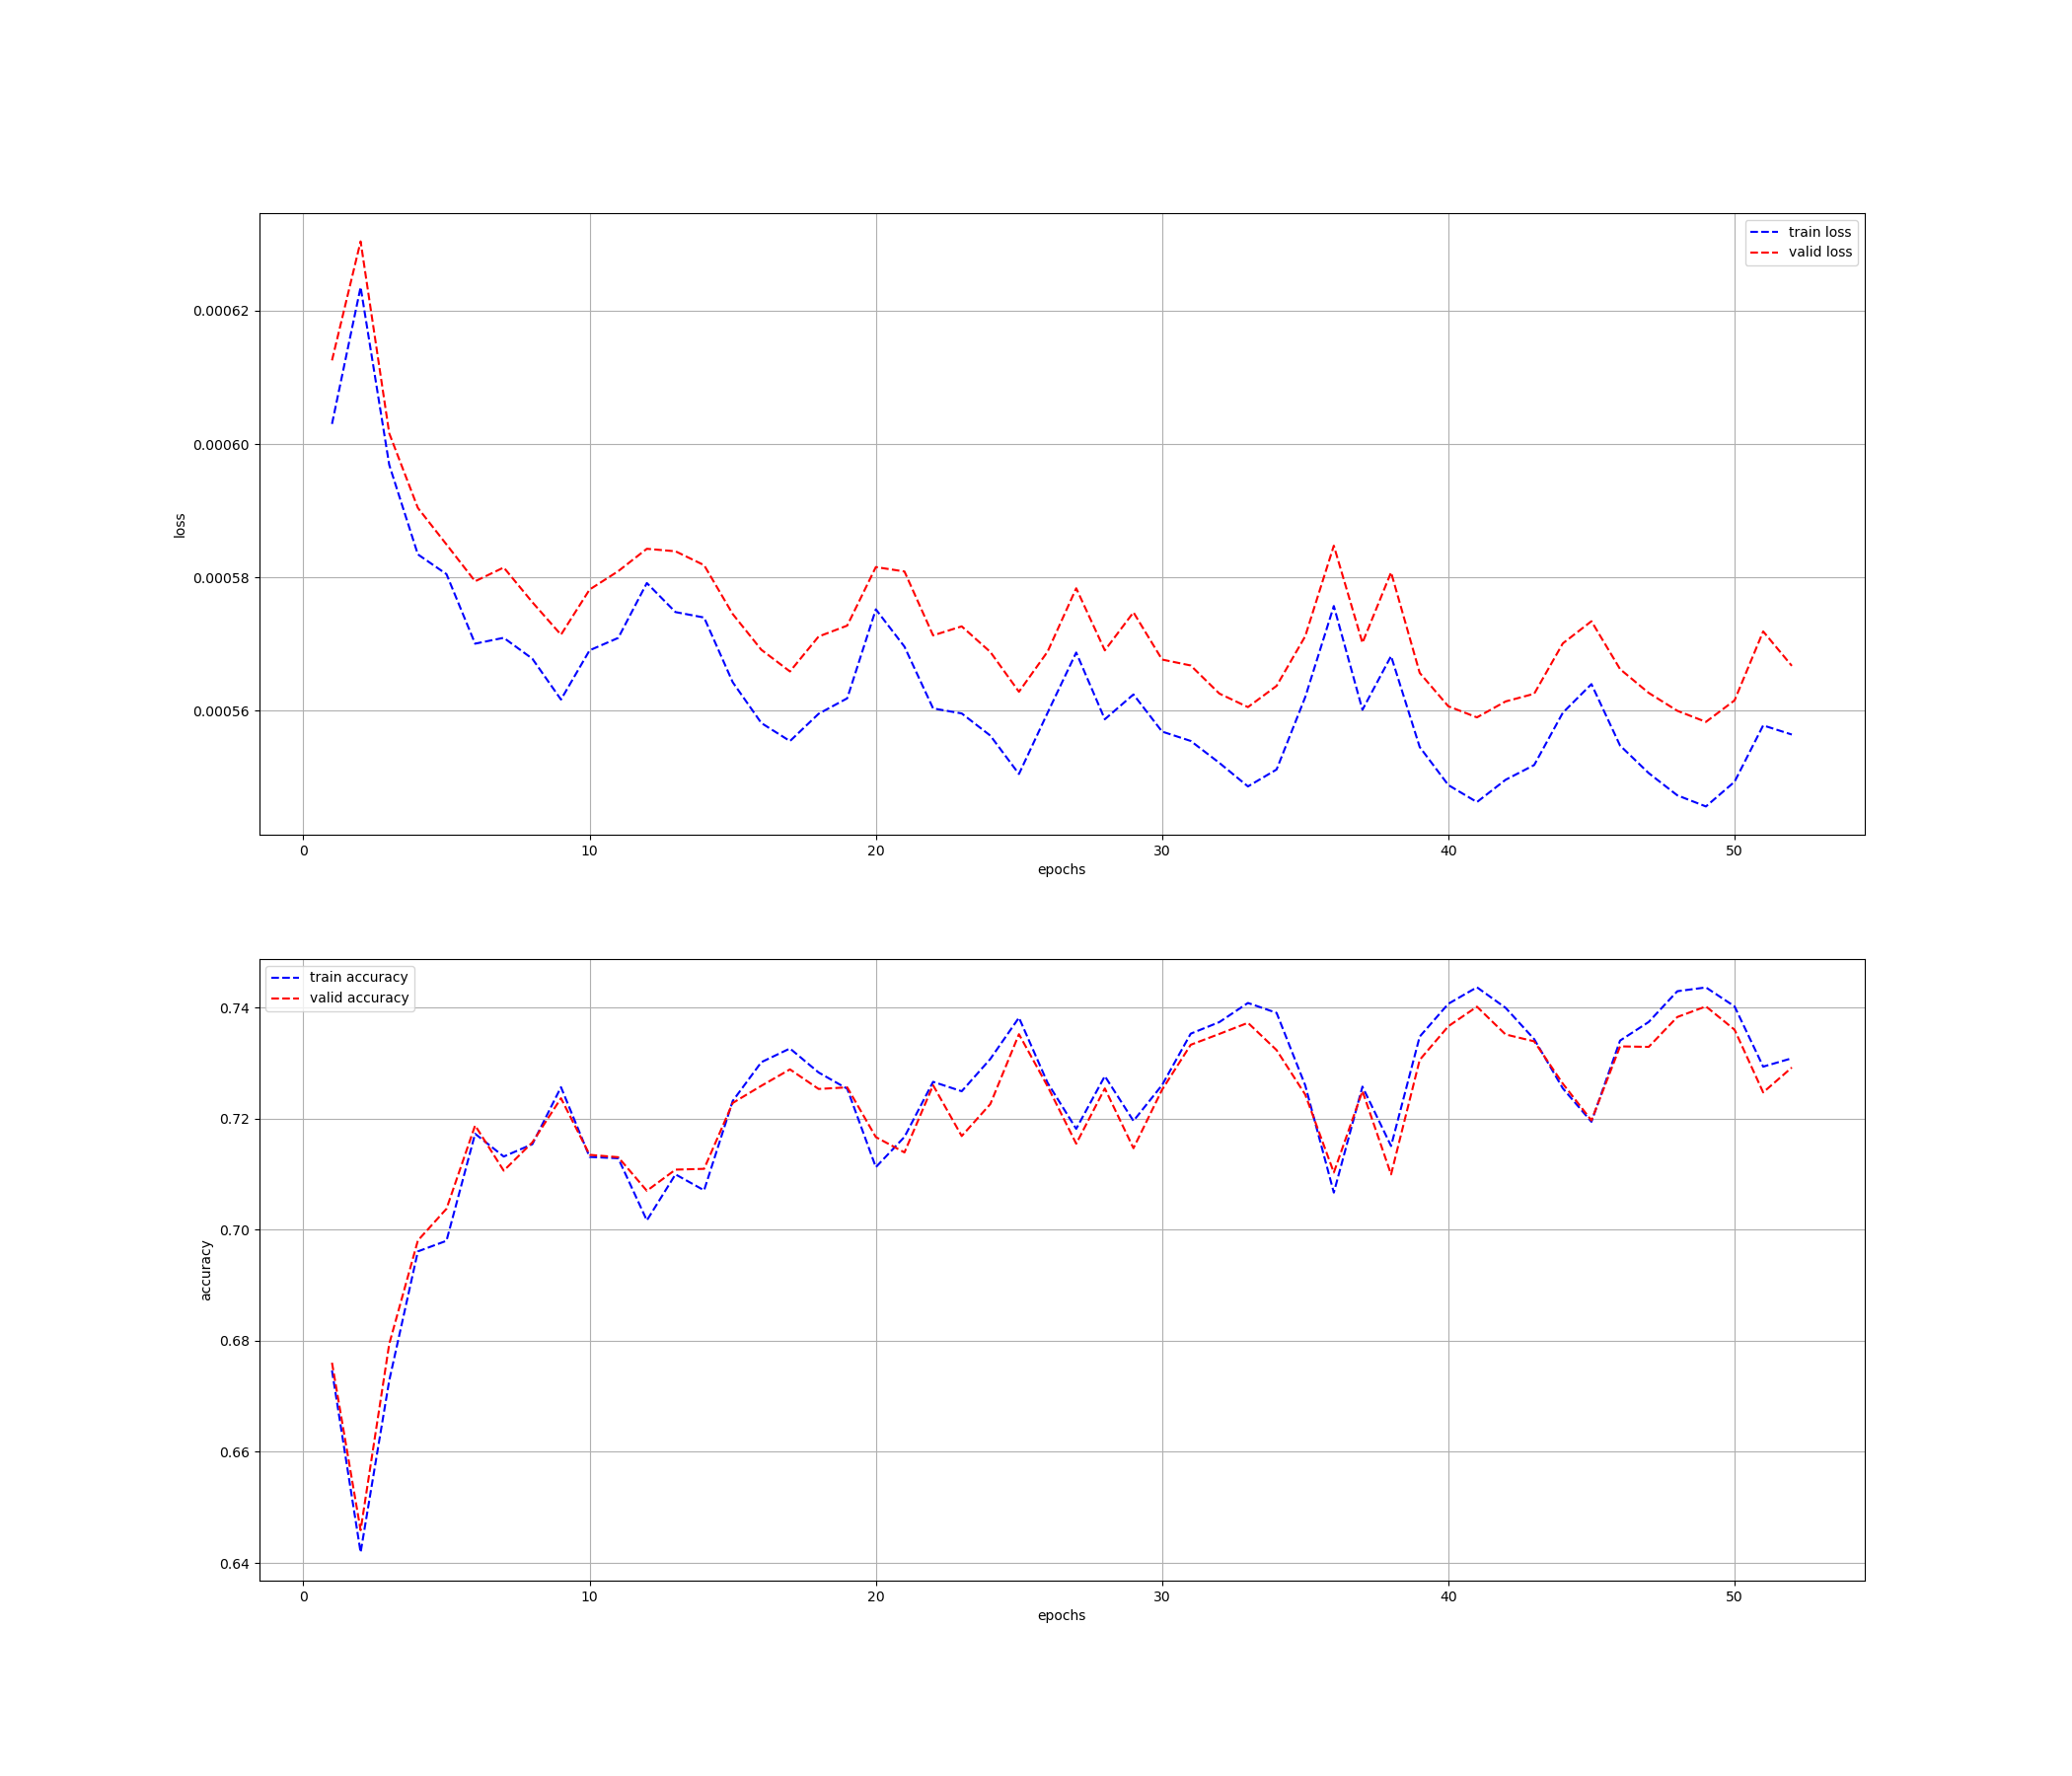 train loss
valid loss
0.00062
0.00060
0.00058
0.00056
loss
0 10 20 30 40 50
epochs
train accuracy
valid accuracy
0.74
0.72
0.70
0.68
0.66
0.64
accuracy
0 10 20 30 40 50
epochs